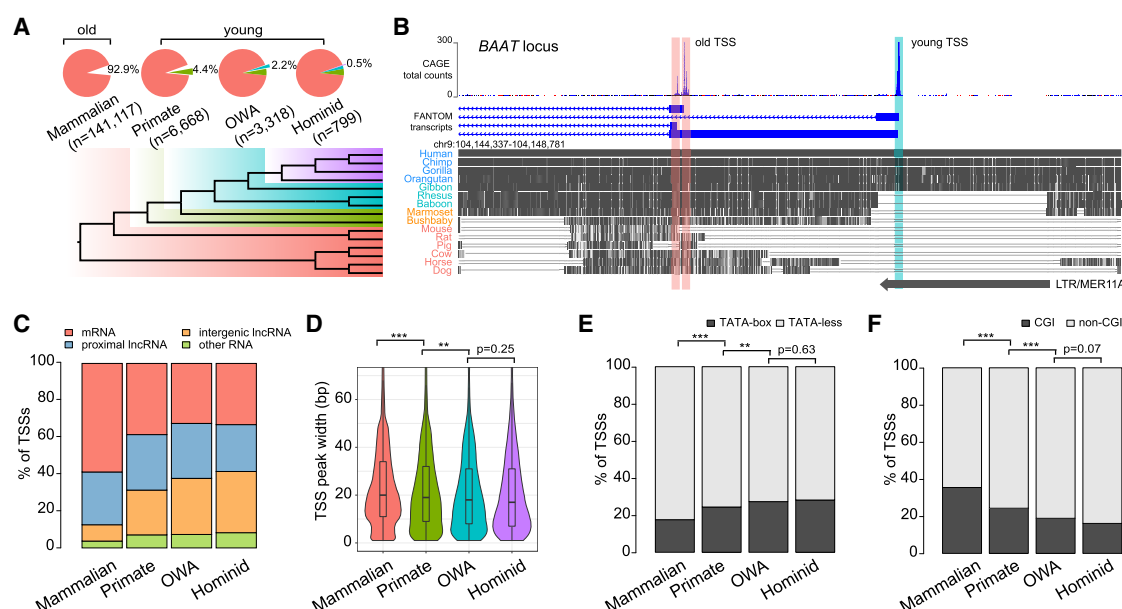 A
old
young
92.9%
4.4%
2.2%
0.5%
Mammalian
(n=141,117)
Primate
(n=6,668)
OWA
(n=3,318)
Hominid
(n=799)
B
BAAT locus
old TSS
young TSS
300
CAGE
total counts
0
FANTOM
transcripts
chr9:104,144,337-104,148,781
Human
Chimp
Gorilla
Orangutan
Gibbon
Rhesus
Baboon
Marmoset
Bushbaby
Mouse
Rat
Pig
Cow
Horse
Dog
LTR/MER11A
C
mRNA
intergenic lncRNA
proximal lncRNA
other RNA
% of TSSs
100
80
60
40
20
0
Mammalian
Primate
OWA
Hominid
D
***
**
p=0.25
TSS peak width (bp)
60
40
20
0
Mammalian
Primate
OWA
Hominid
E
TATA-box
TATA-less
***
**
p=0.63
% of TSSs
100
80
60
40
20
0
Mammalian
Primate
OWA
Hominid
F
CGI
non-CGI
***
***
p=0.07
% of TSSs
100
80
60
40
20
0
Mammalian
Primate
OWA
Hominid